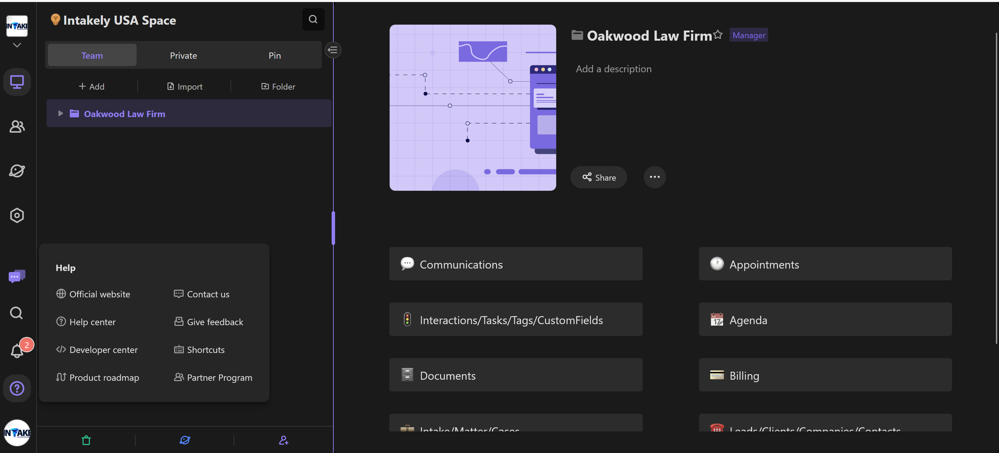 Intakely USA Space
Team
Private
Pin
Add
Import
Folder
Oakwood Law Firm
Help
Official website
Contact us
Help center
Give feedback
Developer center
Shortcuts
Product roadmap
Partner Program
2
Oakwood Law Firm
Manager
Add a description
Share
Communications
Appointments
Interactions/Tasks/Tags/CustomFields
JUL
17
Agenda
Documents
Billing
Intake/Matter/Cases
Leads/Clients/Companies/Contacts